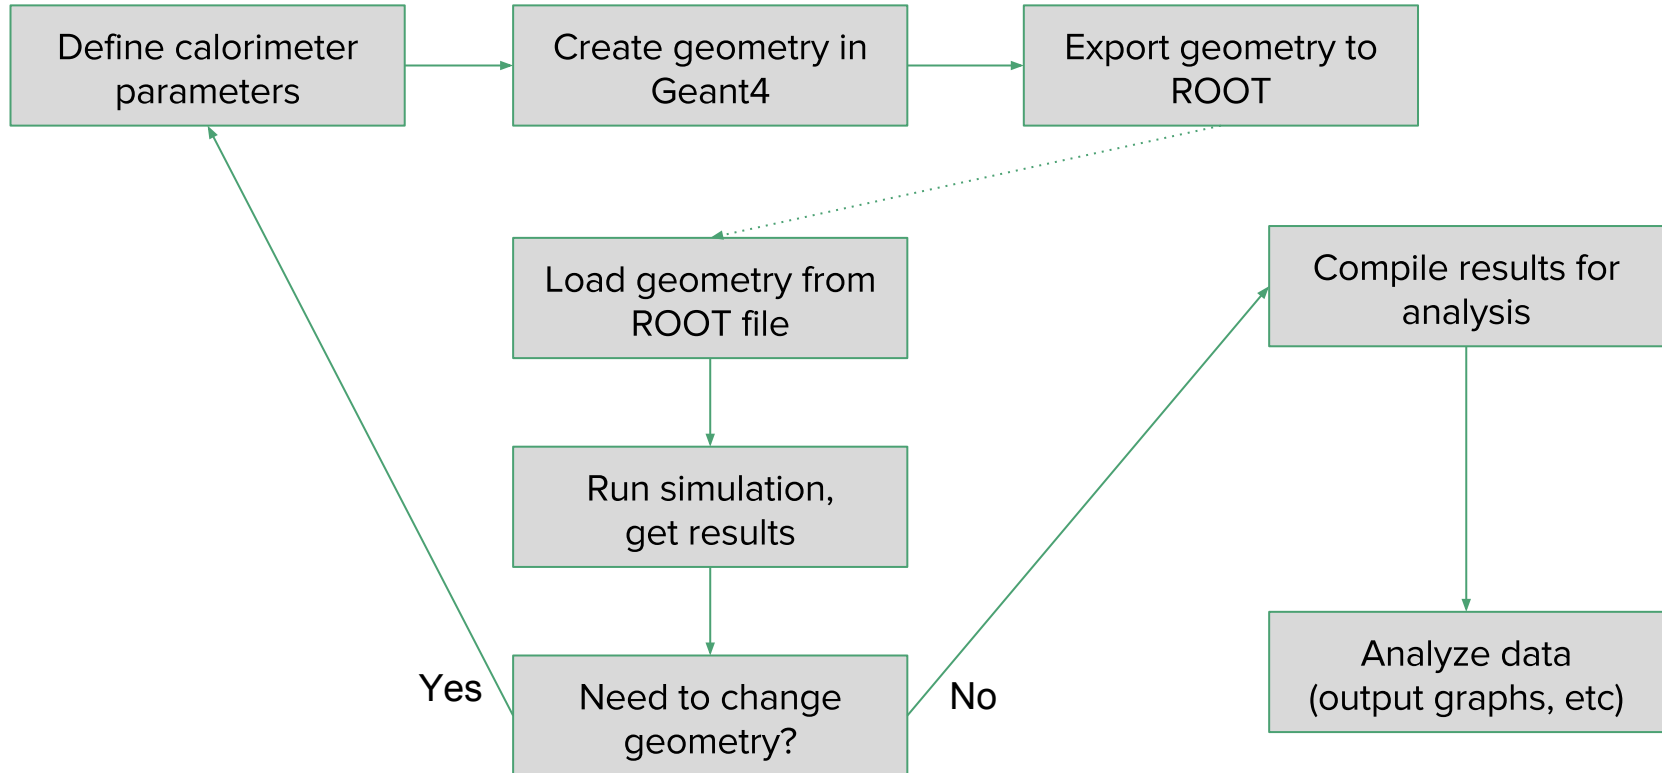 Define calorimeter
parameters
Create geometry in
Geant4
Export geometry to
ROOT
Load geometry from
ROOT file
Compile results for
analysis
Run simulation,
get results
Yes
Need to change
geometry?
No
Analyze data
(output graphs, etc)